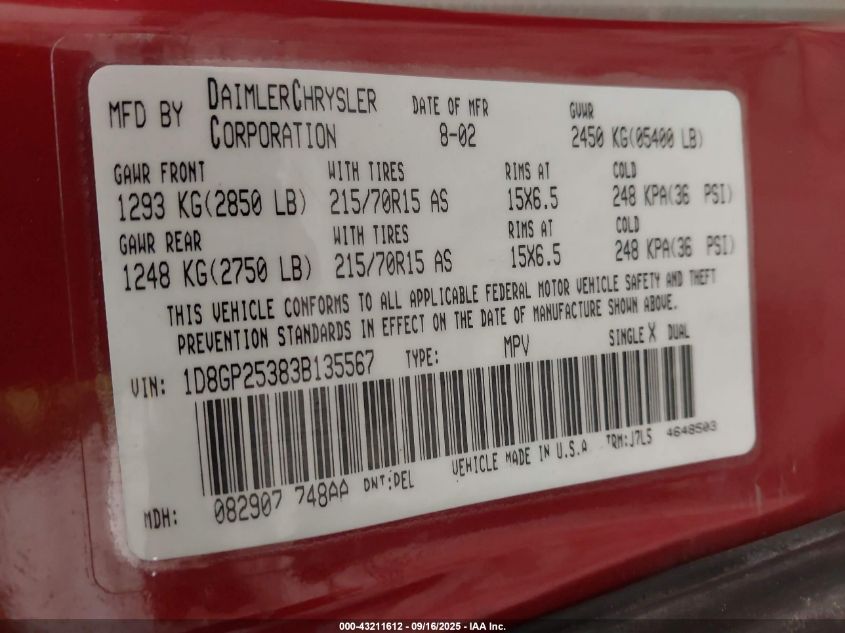 MFD BY DAIMLERCHRYSLER CORPORATION DATE OF MFR 8-02 GVWR 2450 KG(05400 LB)
GAWR FRONT WITH TIRES RIMS AT COLD
1293 KG(2850 LB) 215/70R15 AS 15X6.5 248 KPA(36 PSI)
GAWR REAR WITH TIRES RIMS AT COLD
1248 KG(2750 LB) 215/70R15 AS 15X6.5 248 KPA(36 PSI)
THIS VEHICLE CONFORMS TO ALL APPLICABLE FEDERAL MOTOR VEHICLE SAFETY AND THEFT
PREVENTION STANDARDS IN EFFECT ON THE DATE OF MANUFACTURE SHOWN ABOVE.
VIN: 1D8GP25383B135567 TYPE: MPV SINGLE X DUAL
MDH: 082907 748AA DNT:DEL VEHICLE MADE IN U.S.A TRM:J7L5 4648503
000-43211612 - 09/16/2025 - IAA Inc.